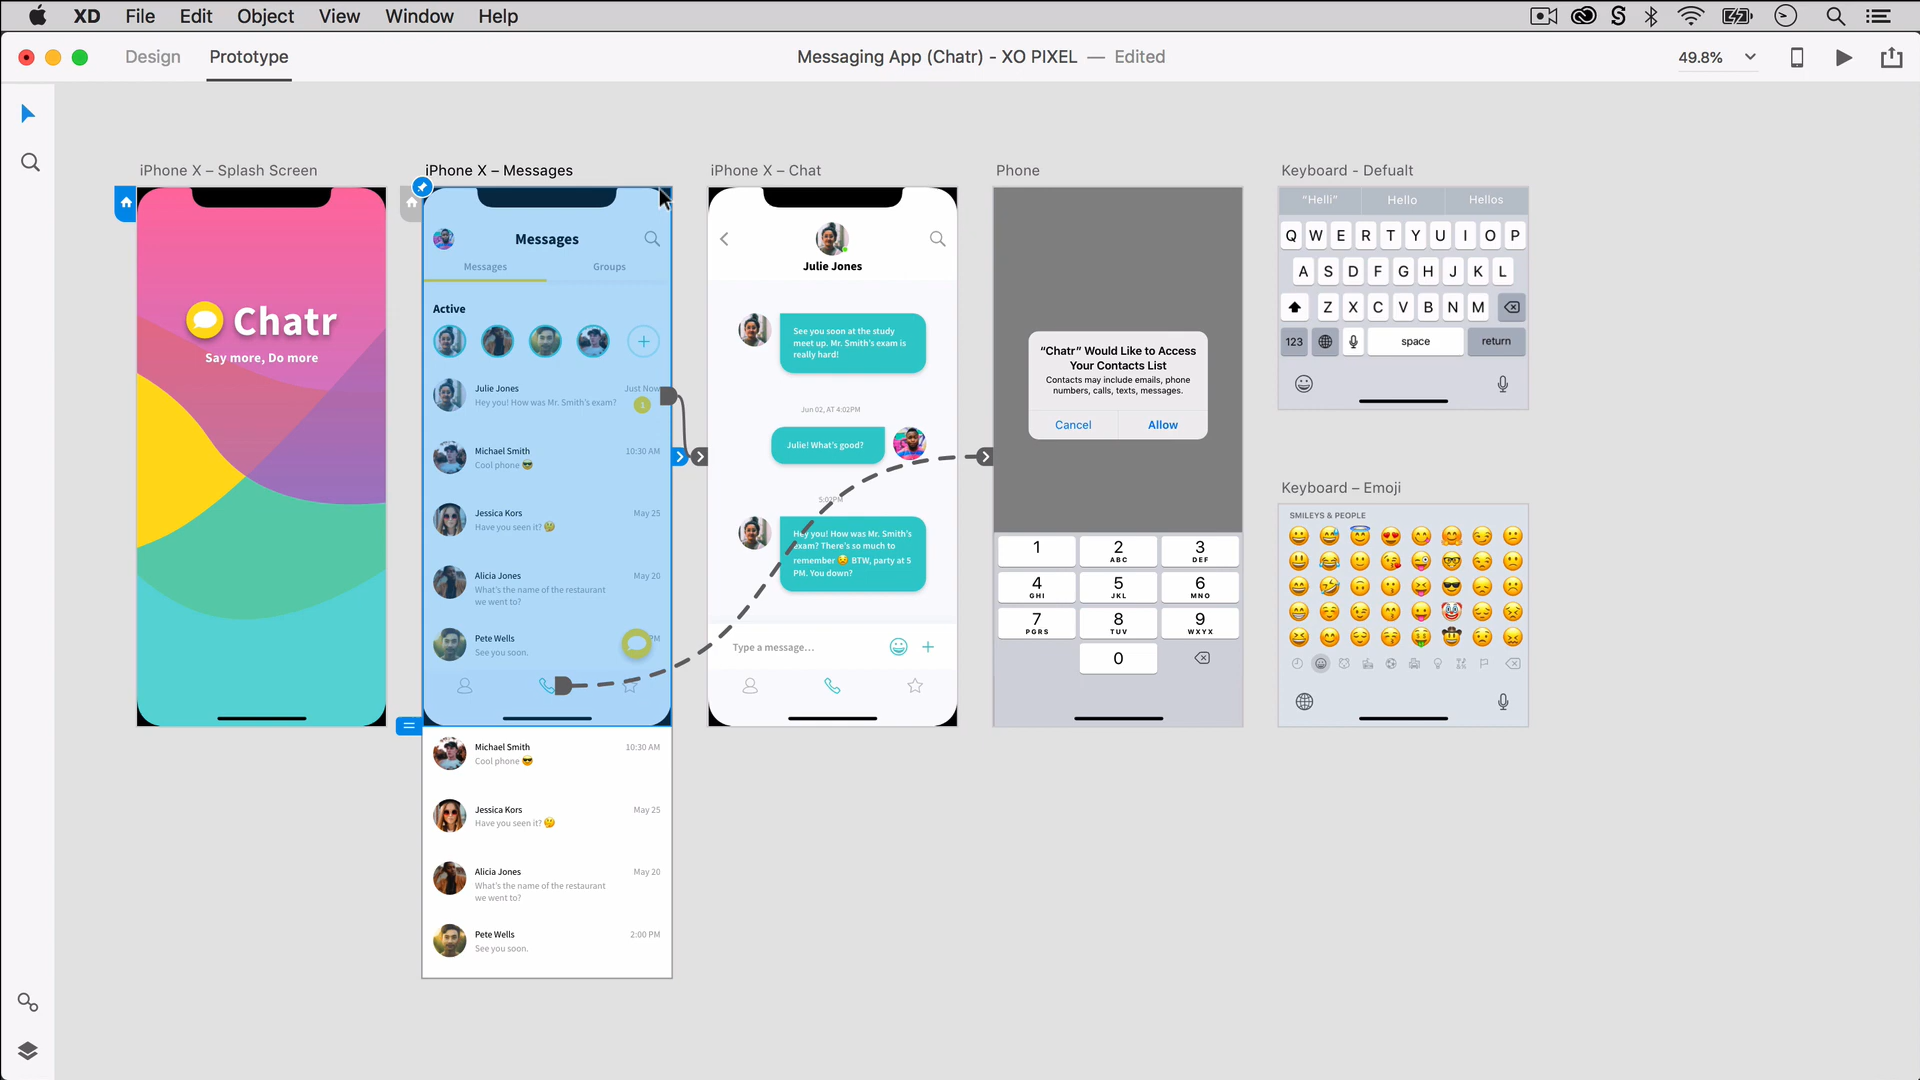 XD File Edit Object View Window Help
Design Prototype
Messaging App (Chatr) - XO PIXEL — Edited
49.8%
iPhone X – Splash Screen
Chatr
Say more, Do more
iPhone X – Messages
Messages
Messages Groups
Active
Julie Jones Just Now
Hey you! How was Mr. Smith's exam? 1
Michael Smith 10:30 AM
Cool phone 😎
Jessica Kors May 25
Have you seen it? 🤔
Alicia Jones May 20
What's the name of the restaurant
we went to?
Pete Wells PM
See you soon.
Michael Smith 10:30 AM
Cool phone 😎
Jessica Kors May 25
Have you seen it? 🤔
Alicia Jones May 20
What's the name of the restaurant
we went to?
Pete Wells 2:00 PM
See you soon.
iPhone X – Chat
Julie Jones
See you soon at the study
meet up. Mr. Smith's exam is
really hard!
Jun 02, AT 4:02PM
Julie! What's good?
5:02PM
Hey you! How was Mr. Smith's
exam? There's so much to
remember 😣 BTW, party at 5
PM. You down?
Type a message...
Phone
“Chatr” Would Like to Access
Your Contacts List
Contacts may include emails, phone
numbers, calls, texts, messages.
Cancel Allow
1 2 3
ABC DEF
4 5 6
GHI JKL MNO
7 8 9
PGRS TUV WXYX
0
Keyboard - Defualt
“Helli” Hello Hellos
Q W E R T Y U I O P
A S D F G H J K L
Z X C V B N M
123 space return
Keyboard – Emoji
SMILEYS & PEOPLE